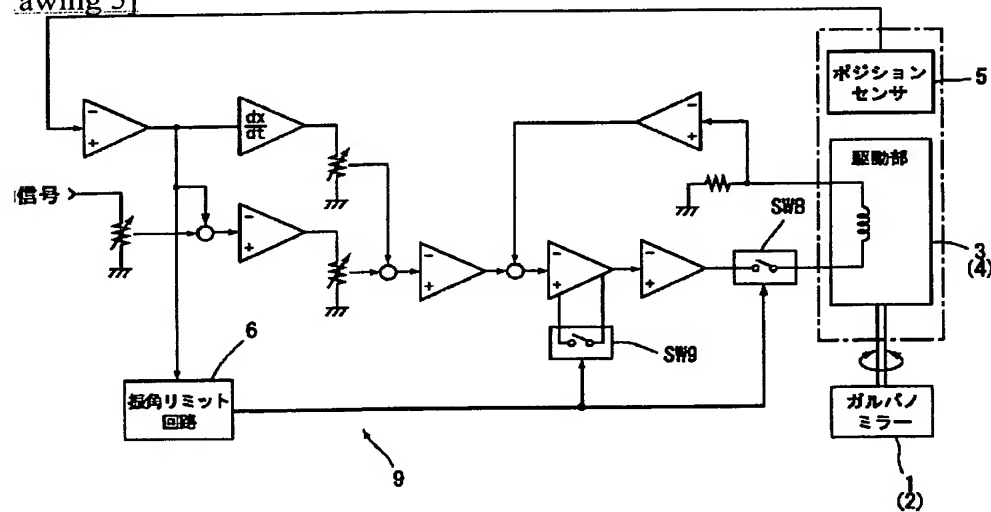 awing 5]
ポジション
センサ
5
駆動部
dx
dt
信号
SW8
3
(4)
6
SW9
振角リミット
回路
ガルバノ
ミラー
9
1
(2)
- +
- +
- +
- +
- +
- +
- +